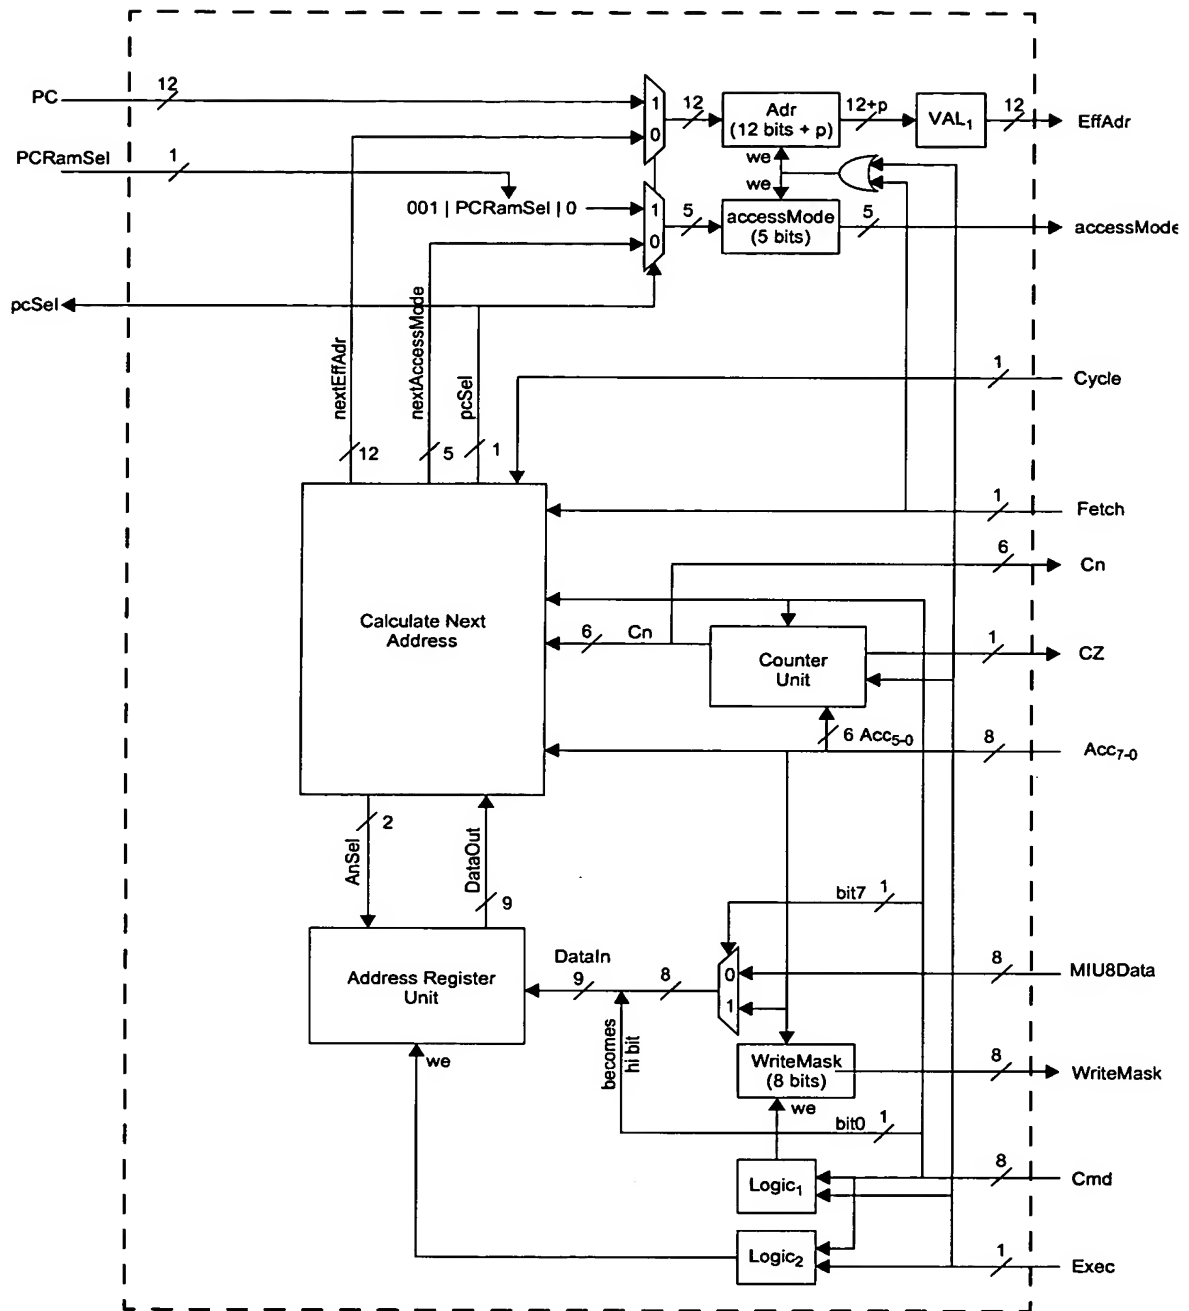 PC
12
1
0
12
Adr
(12 bits + p)
12+p
VAL1
12
EffAdr
PCRamSel
1
we
we
001 | PCRamSel | 0
1
0
5
accessMode
(5 bits)
5
accessMode
pcSel
nextEffAdr
nextAccessMode
pcSel
1
Cycle
12
5
1
1
Fetch
6
Cn
Calculate Next
Address
6
Cn
Counter
Unit
1
CZ
6 Acc5-0
8
Acc7-0
2
AnSel
DataOut
9
bit7
1
Address Register
Unit
DataIn
9
8
0
1
8
MIU8Data
becomes
hi bit
we
WriteMask
(8 bits)
8
WriteMask
we
bit0
1
Logic1
8
Cmd
Logic2
1
Exec